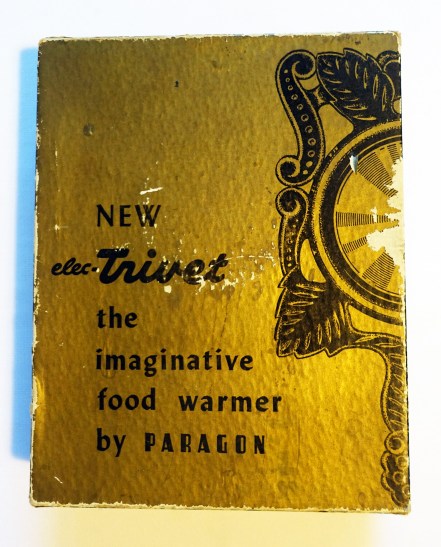 NEW
elec-Trivet
the
imaginative
food warmer
by PARAGON